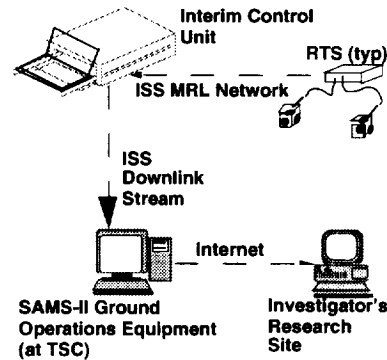 Interim Control
Unit
RTS (typ)
ISS MRL Network
ISS
Downlink
Stream
Internet
SAMS-II Ground
Operations Equipment
(at TSC)
Investigator's
Research
Site